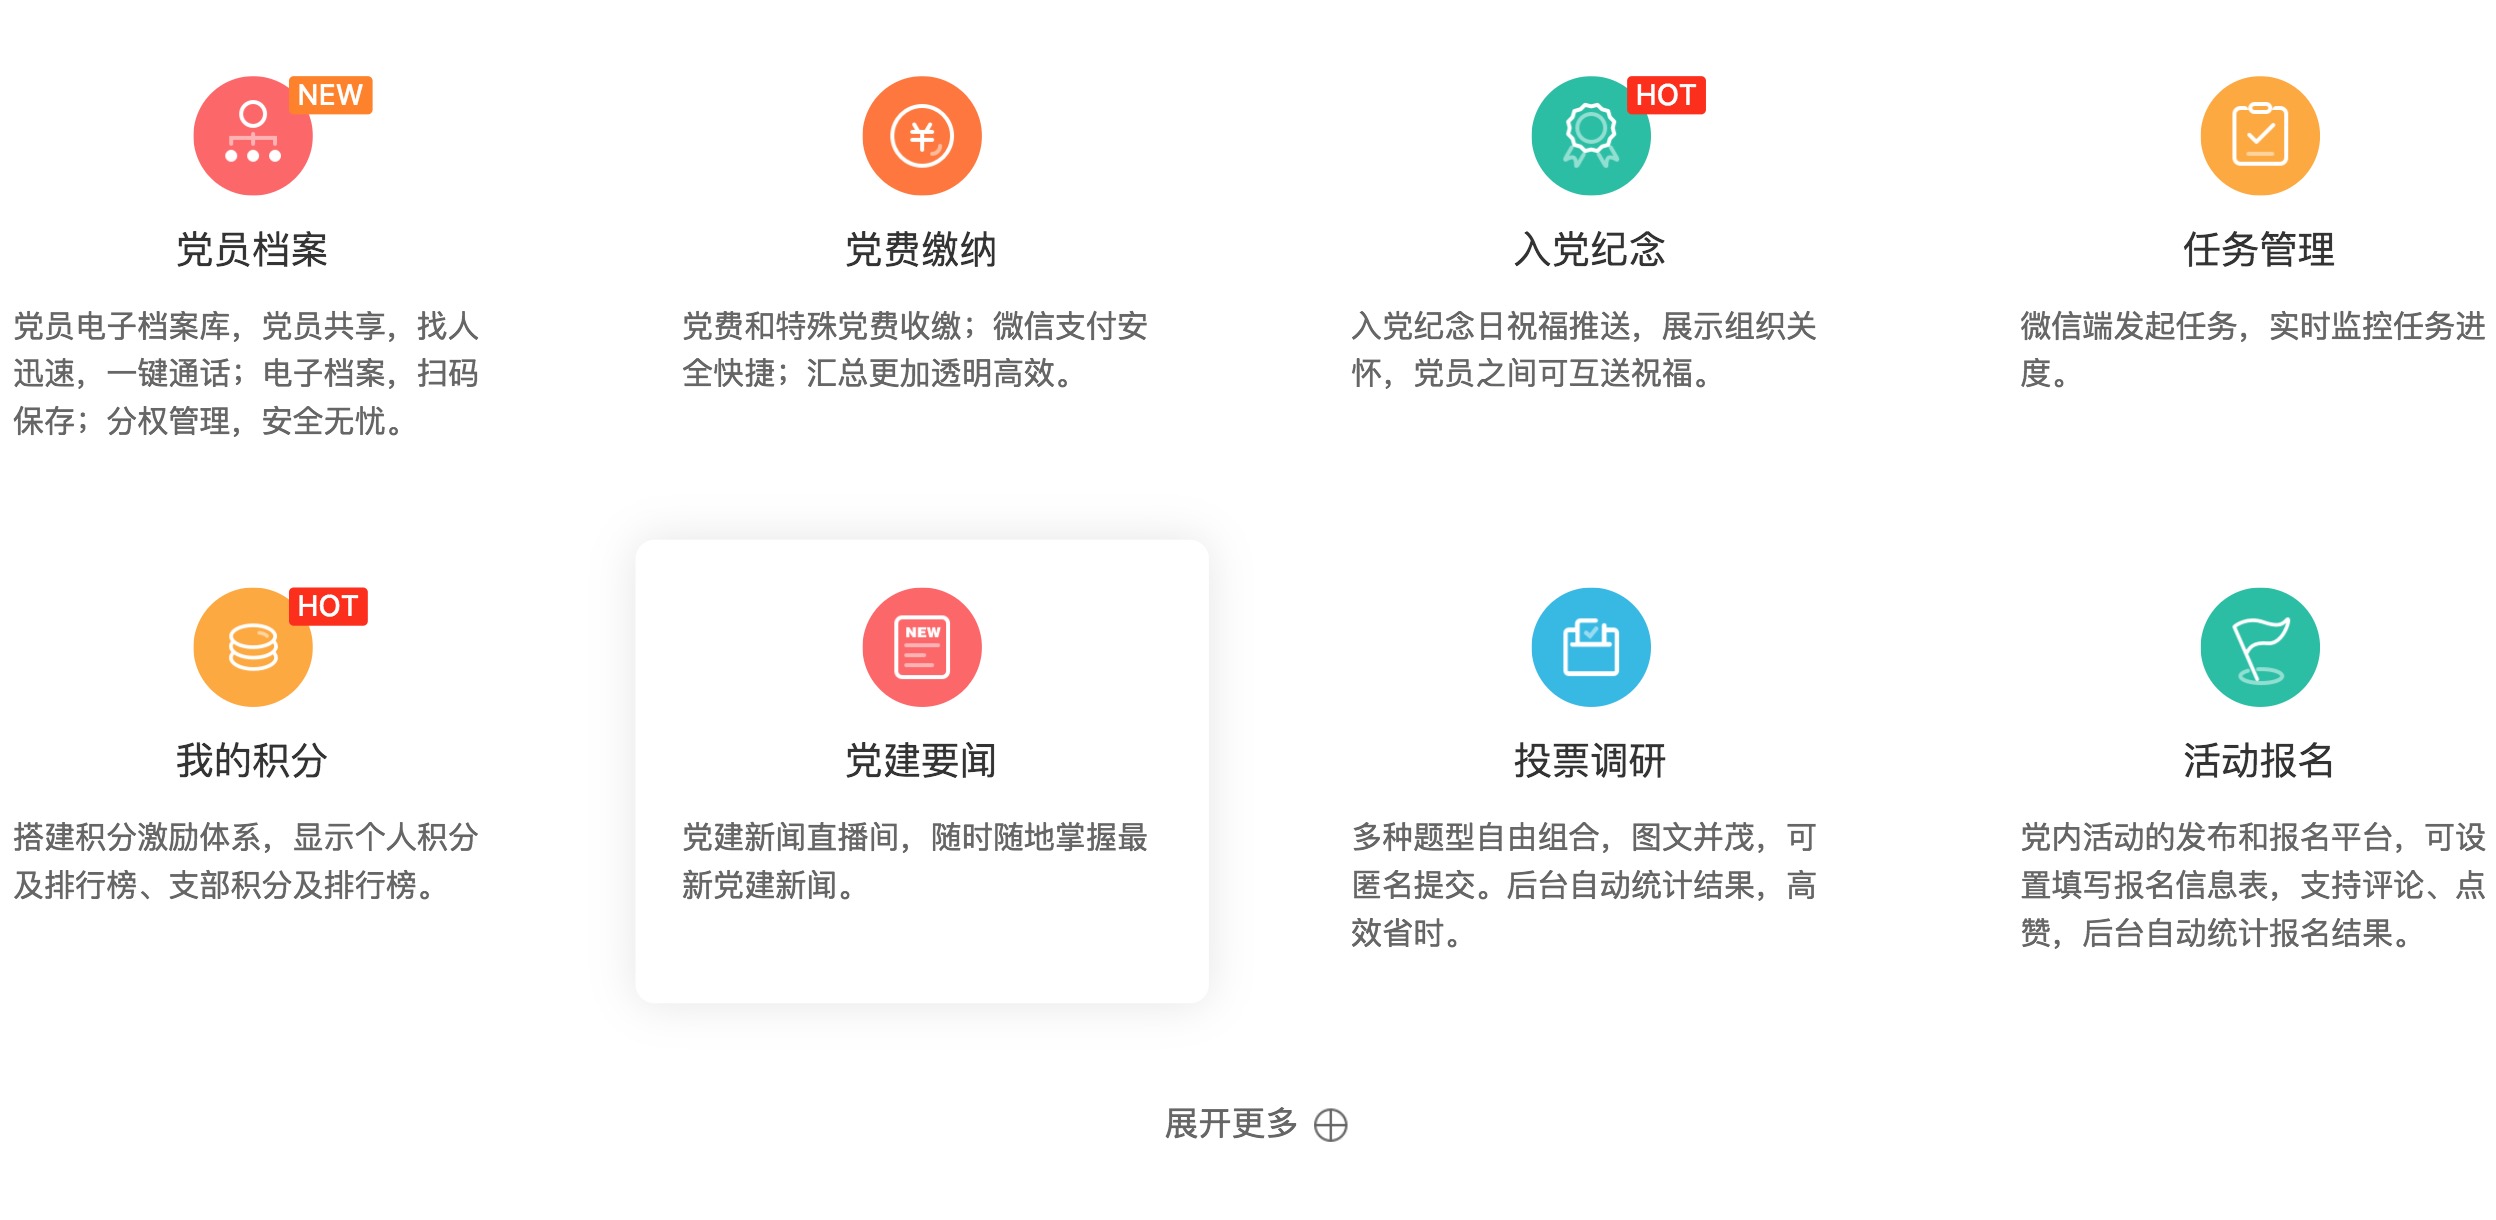 NEW
党员档案
党员电子档案库，党员共享，找人
迅速，一键通话；电子档案，扫码
保存；分权管理，安全无忧。
党费缴纳
党费和特殊党费收缴；微信支付安
全快捷；汇总更加透明高效。
HOT
入党纪念
入党纪念日祝福推送，展示组织关
怀，党员之间可互送祝福。
任务管理
微信端发起任务，实时监控任务进
度。
HOT
我的积分
搭建积分激励体系，显示个人积分
及排行榜、支部积分及排行榜。
NEW
党建要闻
党建新闻直播间，随时随地掌握最
新党建新闻。
投票调研
多种题型自由组合，图文并茂，可
匿名提交。后台自动统计结果，高
效省时。
活动报名
党内活动的发布和报名平台，可设
置填写报名信息表，支持评论、点
赞，后台自动统计报名结果。
展开更多